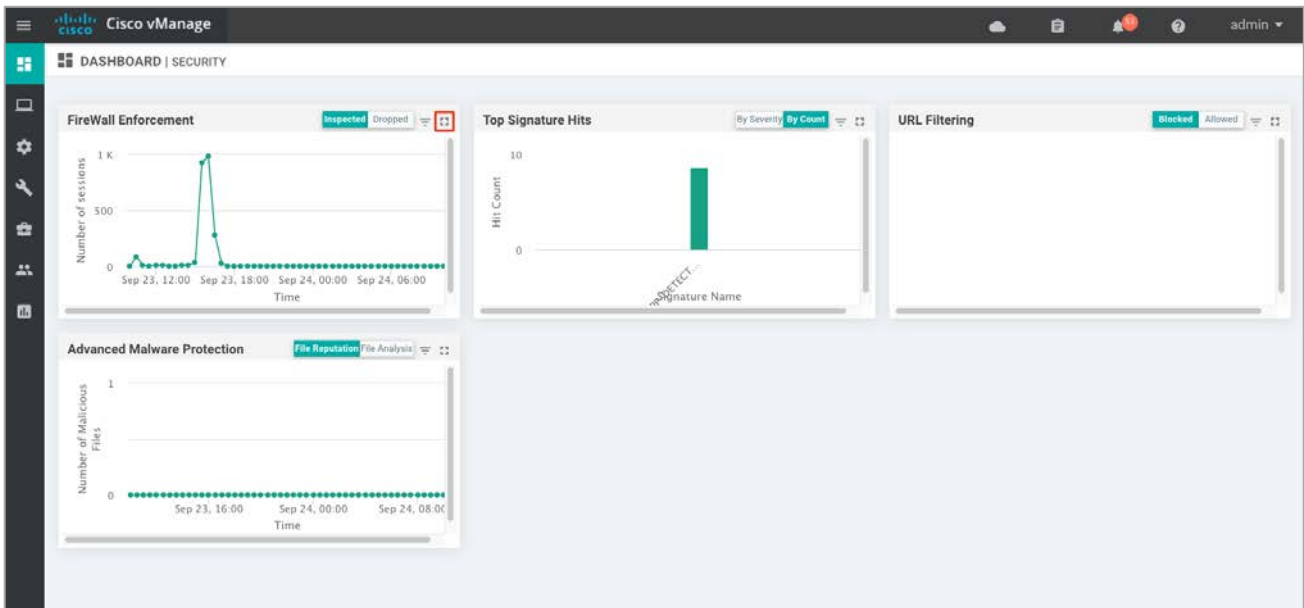 cisco Cisco vManage admin
DASHBOARD | SECURITY
FireWall Enforcement Inspected Dropped
1 K
500
0
Number of sessions
Sep 23, 12:00 Sep 23, 18:00 Sep 24, 00:00 Sep 24, 06:00
Time
Top Signature Hits By Severity By Count
10
0
Hit Count
Signature Name
URL Filtering Blocked Allowed
Advanced Malware Protection File Reputation File Analysis
1
0
Number of Malicious
Files
Sep 23, 16:00 Sep 24, 00:00 Sep 24, 08:00
Time